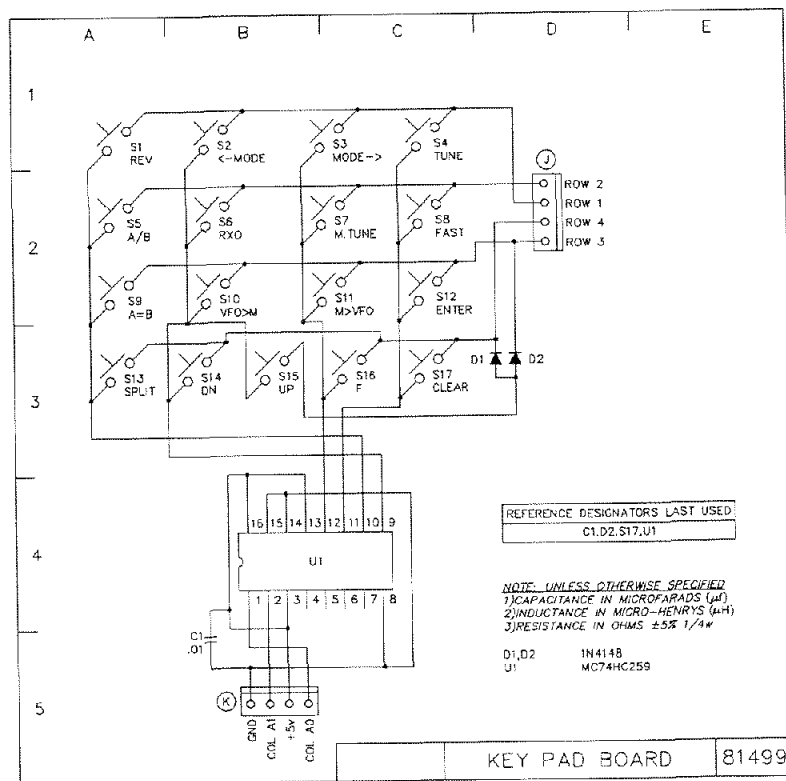 A B C D E
1
S1 REV
S2 <-MODE
S3 MODE->
S4 TUNE
J
ROW 2
ROW 1
ROW 4
ROW 3
2
S5 A/B
S6 RXO
S7 M.TUNE
S8 FAST
S9 A=B
S10 VFO>M
S11 M>VFO
S12 ENTER
D1 D2
3
S13 SPLIT
S14 DN
S15 UP
S16 F
S17 CLEAR
4
16 15 14 13 12 11 10 9
U1
1 2 3 4 5 6 7 8
REFERENCE DESIGNATORS LAST USED
C1,D2,S17,U1
NOTE: UNLESS OTHERWISE SPECIFIED
1)CAPACITANCE IN MICROFARADS (µf)
2)INDUCTANCE IN MICRO-HENRYS (µH)
3)RESISTANCE IN OHMS ±5% 1/4w
C1
.01
D1,D2 1N4148
U1 MC74HC259
5
K
GND
COL A1
+5v
COL A0
KEY PAD BOARD 81499